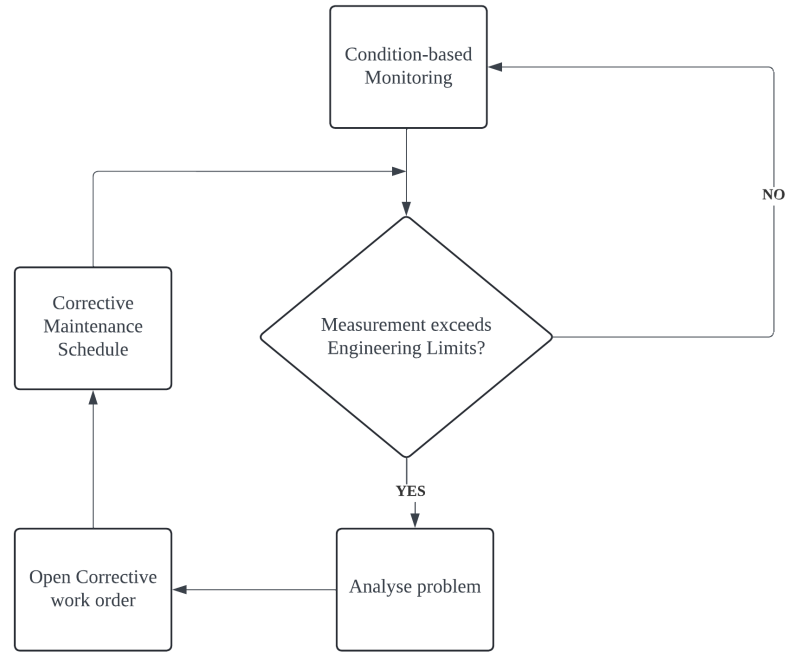 Condition-based
Monitoring
NO
Corrective
Maintenance
Schedule
Measurement exceeds
Engineering Limits?
YES
Open Corrective
work order
Analyse problem